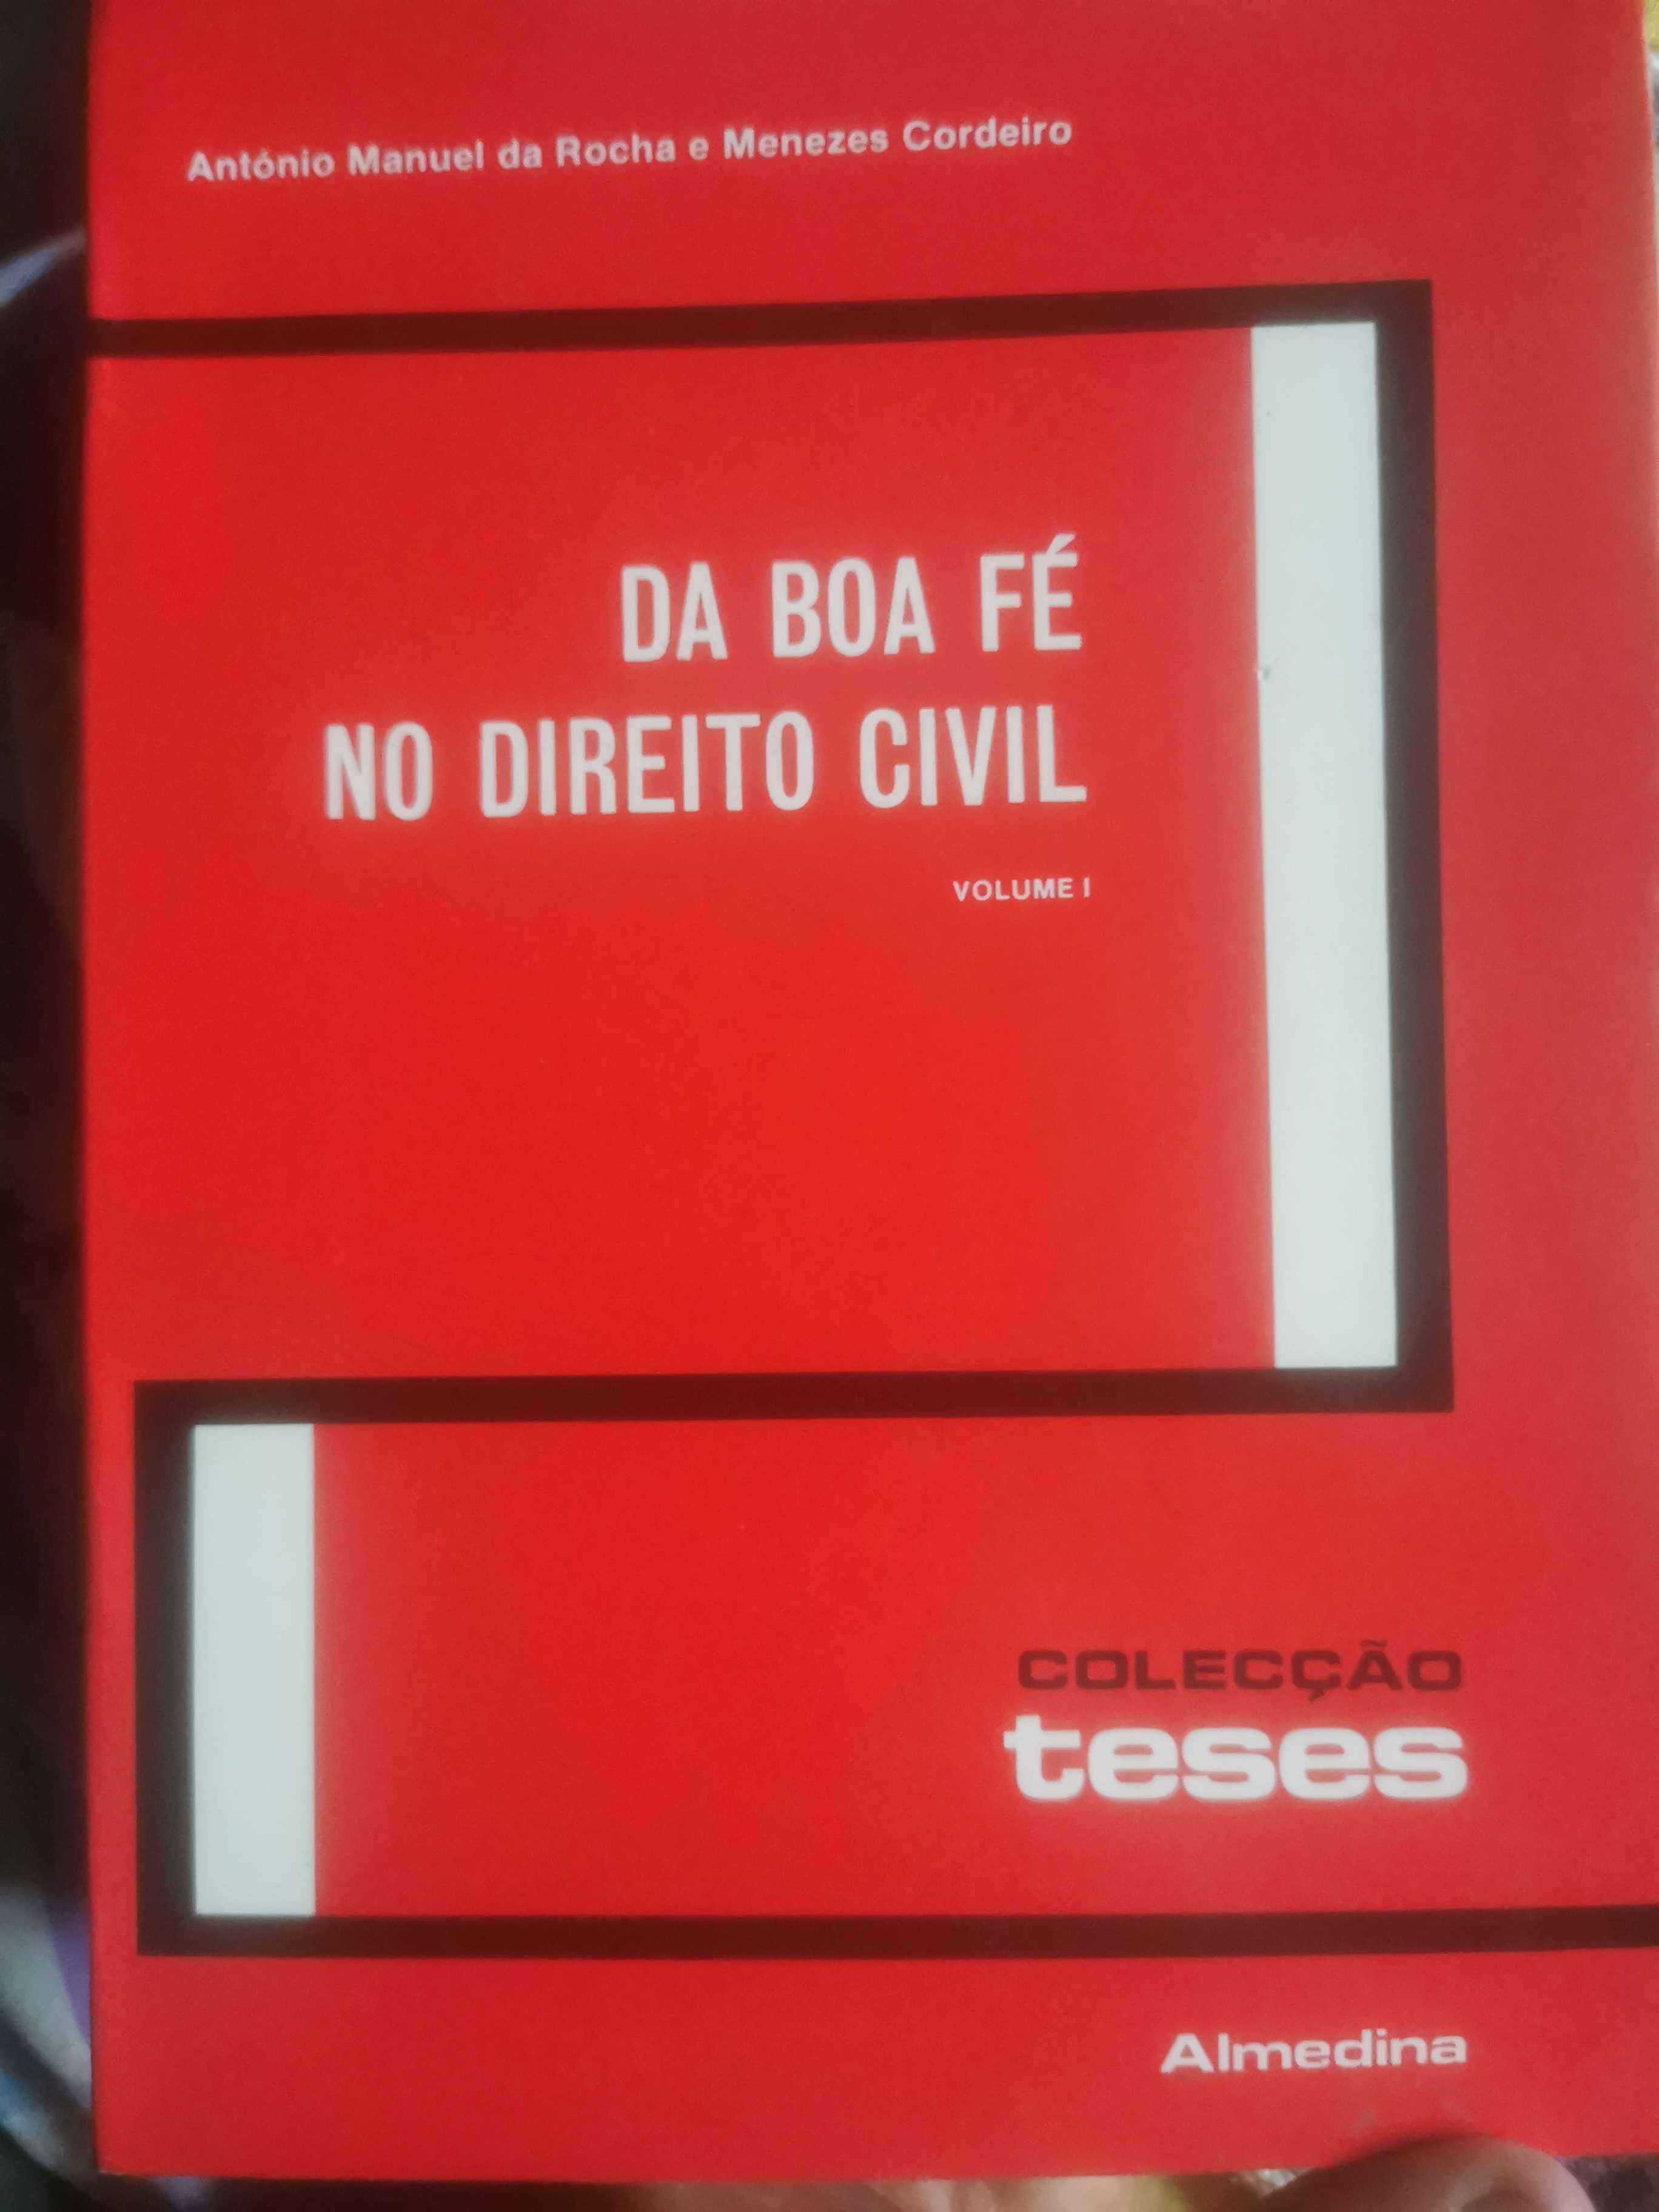 António Manuel da Rocha e Menezes Cordeiro
DA BOA FÉ
NO DIREITO CIVIL
VOLUME I
COLECÇÃO
teses
Almedina